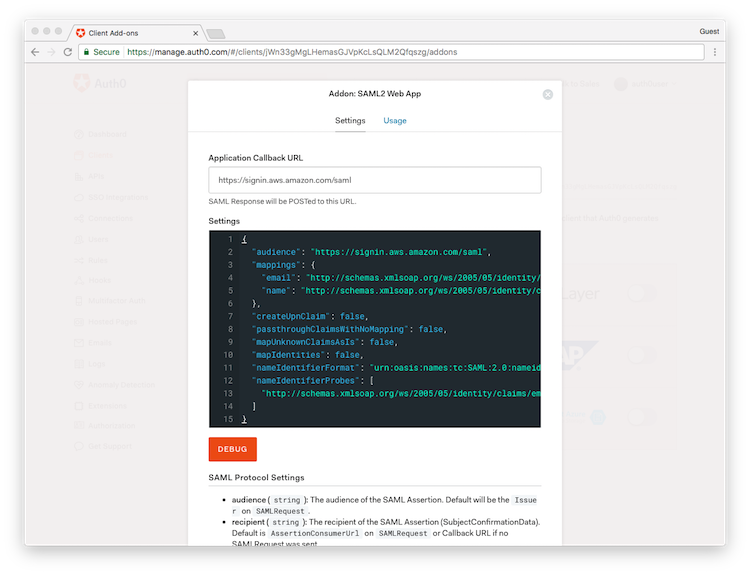 Client Add-ons
Guest
Secure https://manage.auth0.com/#/clients/jWn33gMgLHemasGJVpKcLsQLM2Qfqszg/addons
Auth0
Addon: SAML2 Web App
Settings Usage
Application Callback URL
https://signin.aws.amazon.com/saml
SAML Response will be POSTed to this URL.
Settings
1 {
2 "audience": "https://signin.aws.amazon.com/saml",
3 "mappings": {
4 "email": "http://schemas.xmlsoap.org/ws/2005/05/identity/
5 "name": "http://schemas.xmlsoap.org/ws/2005/05/identity/c
6 },
7 "createUpnClaim": false,
8 "passthroughClaimsWithNoMapping": false,
9 "mapUnknownClaimsAsIs": false,
10 "mapIdentities": false,
11 "nameIdentifierFormat": "urn:oasis:names:tc:SAML:2.0:nameid
12 "nameIdentifierProbes": [
13 "http://schemas.xmlsoap.org/ws/2005/05/identity/claims/em
14 ]
15 }
DEBUG
SAML Protocol Settings
• audience ( string ): The audience of the SAML Assertion. Default will be the Issue
r on SAMLRequest .
• recipient ( string ): The recipient of the SAML Assertion (SubjectConfirmationData).
Default is AssertionConsumerUrl on SAMLRequest or Callback URL if no
SAMLRequest was sent.